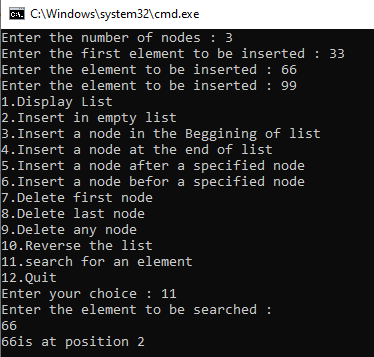 C:\Windows\system32\cmd.exe
Enter the number of nodes : 3
Enter the first element to be inserted : 33
Enter the element to be inserted : 66
Enter the element to be inserted : 99
1.Display List
2.Insert in empty list
3.Insert a node in the Beggining of list
4.Insert a node at the end of list
5.Insert a node after a specified node
6.Insert a node befor a specified node
7.Delete first node
8.Delete last node
9.Delete any node
10.Reverse the list
11.search for an element
12.Quit
Enter your choice : 11
Enter the element to be searched :
66
66is at position 2